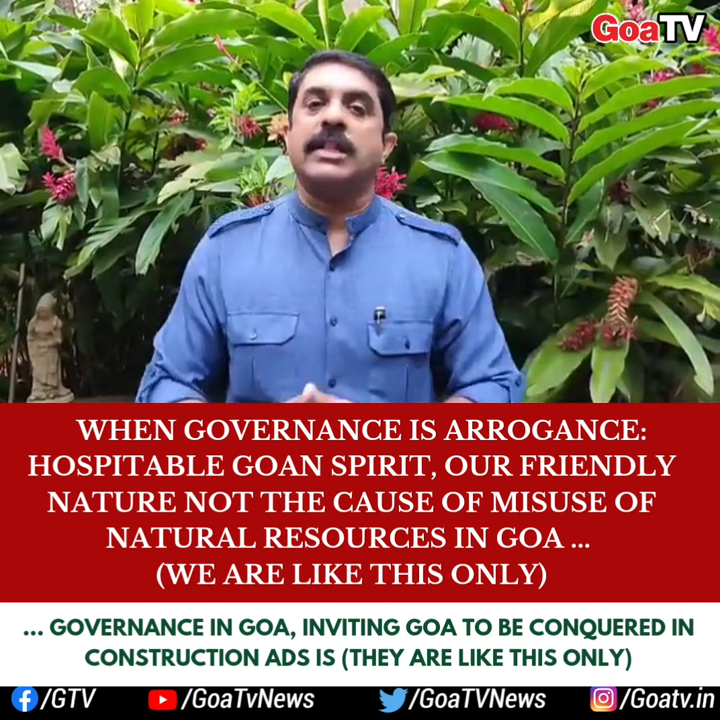 GoaTV
WHEN GOVERNANCE IS ARROGANCE:
HOSPITABLE GOAN SPIRIT, OUR FRIENDLY
NATURE NOT THE CAUSE OF MISUSE OF
NATURAL RESOURCES IN GOA ...
(WE ARE LIKE THIS ONLY)
... GOVERNANCE IN GOA, INVITING GOA TO BE CONQUERED IN
CONSTRUCTION ADS IS (THEY ARE LIKE THIS ONLY)
/GTV /GoaTvNews /GoaTVNews /Goatv.in